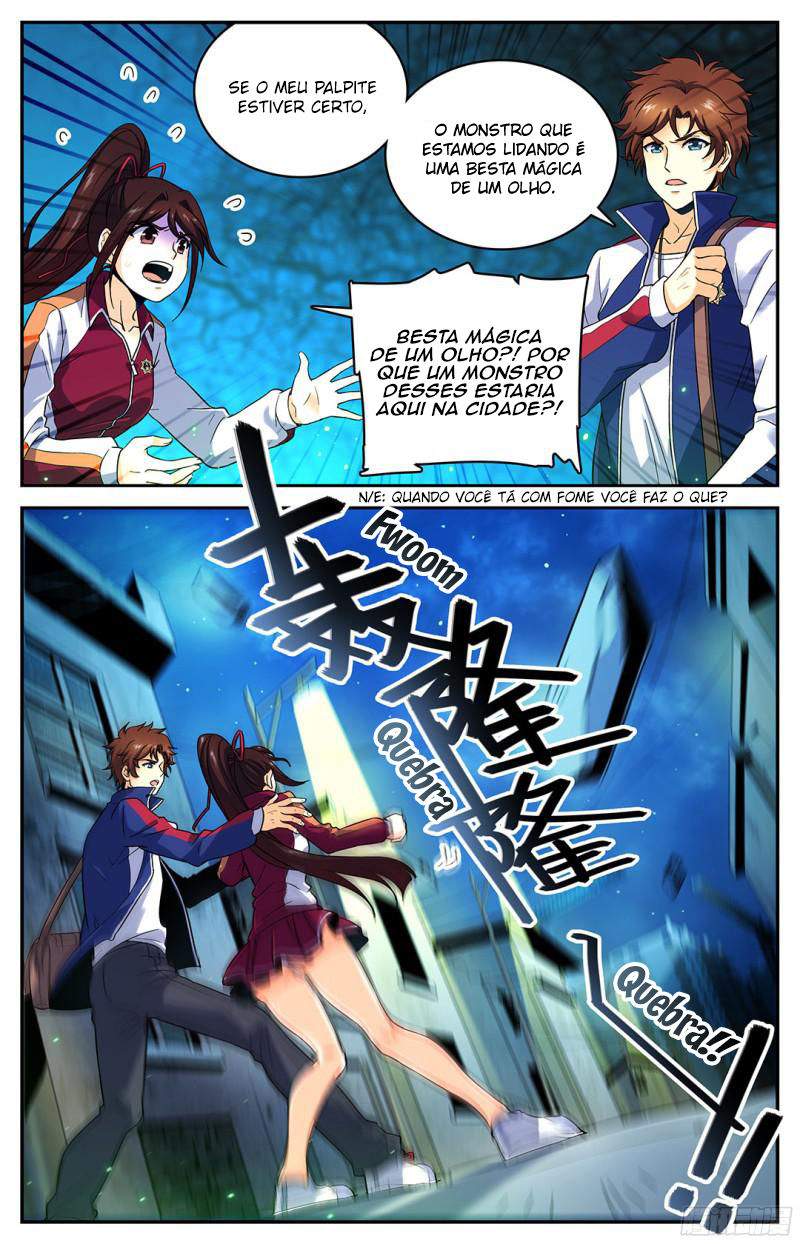 SE O MEU PALPITE
ESTIVER CERTO,
O MONSTRO QUE
ESTAMOS LIDANDO É
UMA BESTA MÁGICA
DE UM OLHO.
BESTA MÁGICA
DE UM OLHO?! POR
QUE UM MONSTRO
DESSES ESTARIA
AQUI NA CIDADE?!
N/E: QUANDO VOCÊ TÁ COM FOME VOCÊ FAZ O QUE?
Fwoom
隆隆
Quebra
Quebra!!